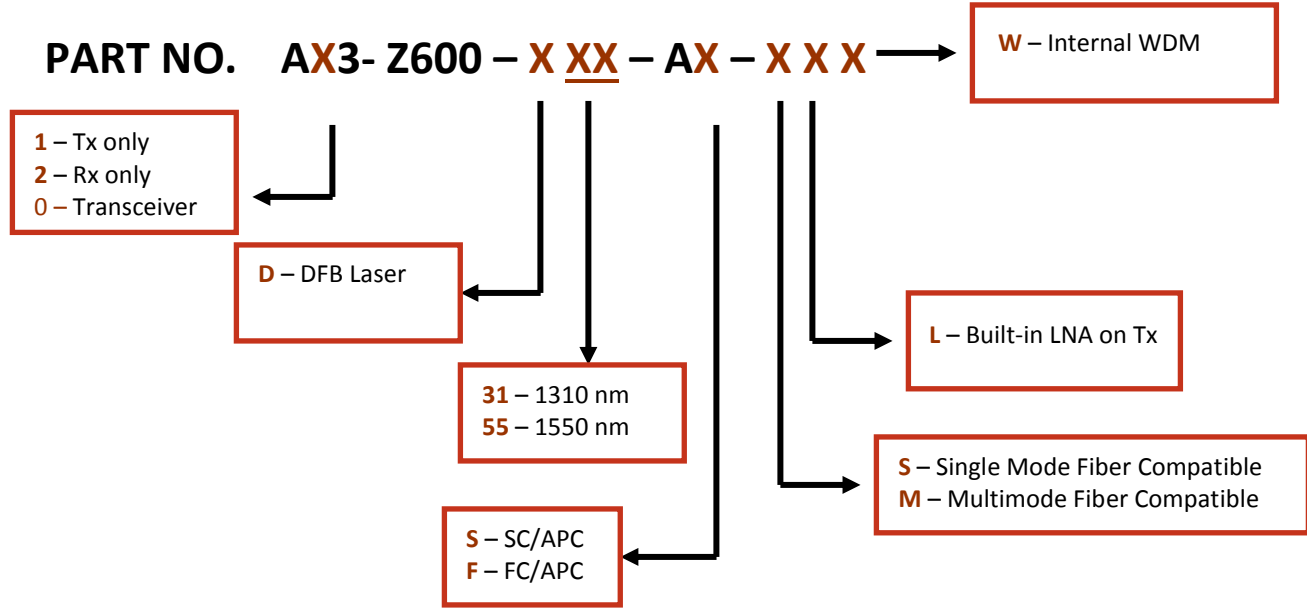 PART NO. AX3- Z600 – X XX – AX – X X X
W – Internal WDM
1 – Tx only
2 – Rx only
0 – Transceiver
D – DFB Laser
31 – 1310 nm
55 – 1550 nm
L – Built-in LNA on Tx
S – Single Mode Fiber Compatible
M – Multimode Fiber Compatible
S – SC/APC
F – FC/APC